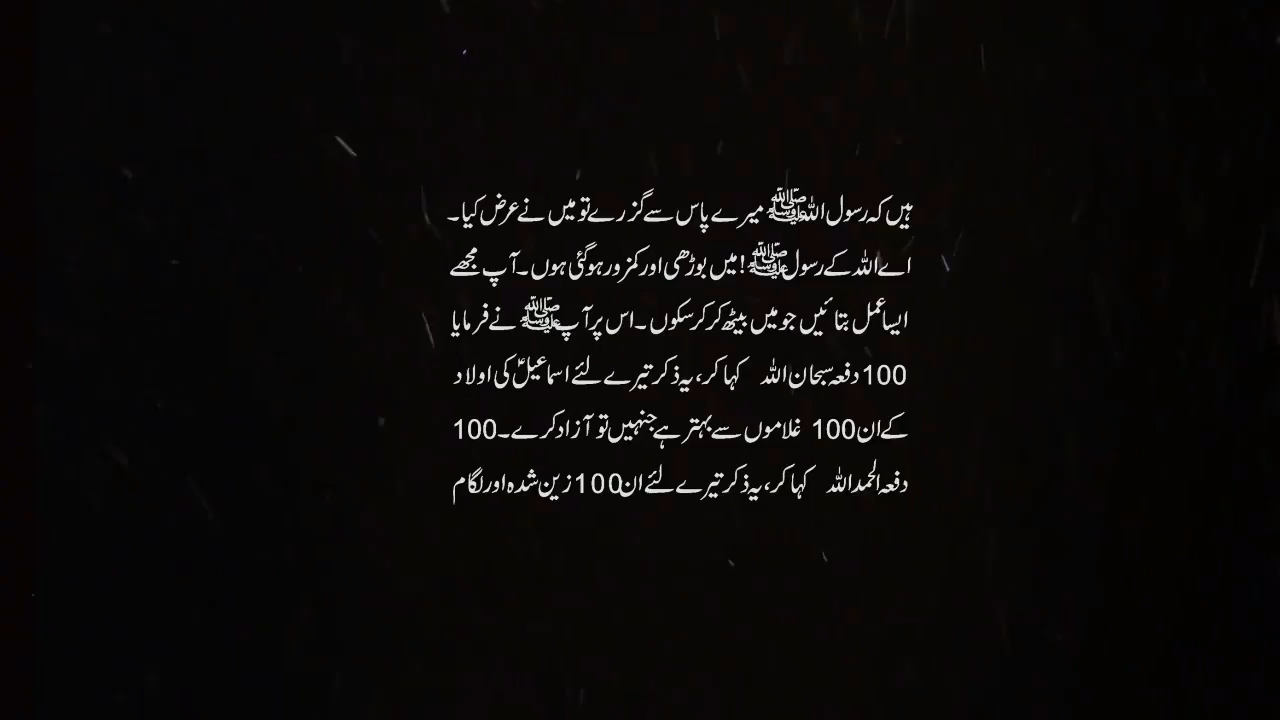 ہیں کہ رسول اللہ ﷺ میرے پاس سے گزرے تو میں نے عرض کیا۔
اے اللہ کے رسول ﷺ! میں بوڑھی اور کمزور ہوگئی ہوں۔ آپ مجھے
ایسا عمل بتائیں جو میں بیٹھ کر کرسکوں۔ اس پر آپ ﷺ نے فرمایا
100 دفعہ سبحان اللہ کہا کر، یہ ذکر تیرے لئے اسماعیلؑ کی اولاد
کے ان 100 غلاموں سے بہتر ہے جنہیں تو آزاد کرے۔ 100
دفعہ الحمداللہ کہا کر، یہ ذکر تیرے لئے ان 100 زین شدہ اور لگام